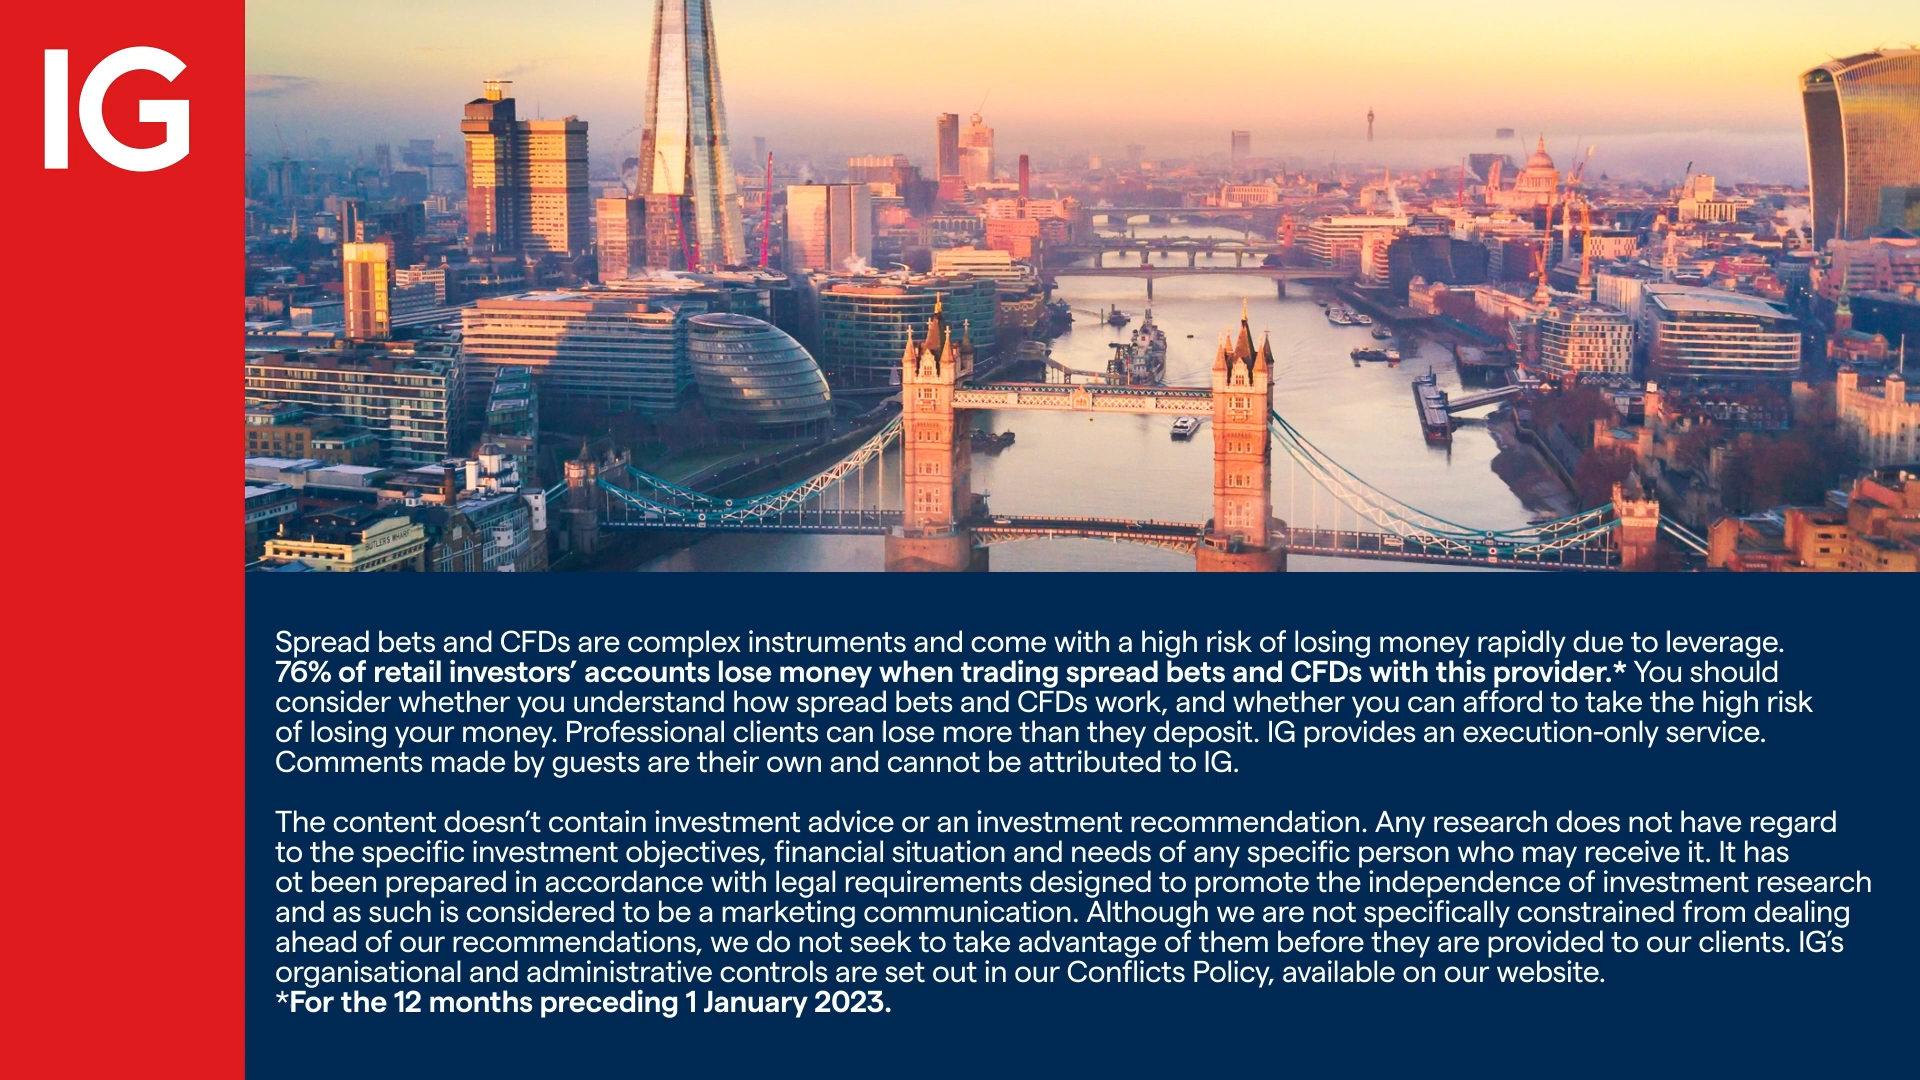 IG
BUTLER'S WHARF
Spread bets and CFDs are complex instruments and come with a high risk of losing money rapidly due to leverage.
76% of retail investors’ accounts lose money when trading spread bets and CFDs with this provider.* You should
consider whether you understand how spread bets and CFDs work, and whether you can afford to take the high risk
of losing your money. Professional clients can lose more than they deposit. IG provides an execution-only service.
Comments made by guests are their own and cannot be attributed to IG.
The content doesn’t contain investment advice or an investment recommendation. Any research does not have regard
to the specific investment objectives, financial situation and needs of any specific person who may receive it. It has
ot been prepared in accordance with legal requirements designed to promote the independence of investment research
and as such is considered to be a marketing communication. Although we are not specifically constrained from dealing
ahead of our recommendations, we do not seek to take advantage of them before they are provided to our clients. IG’s
organisational and administrative controls are set out in our Conflicts Policy, available on our website.
*For the 12 months preceding 1 January 2023.